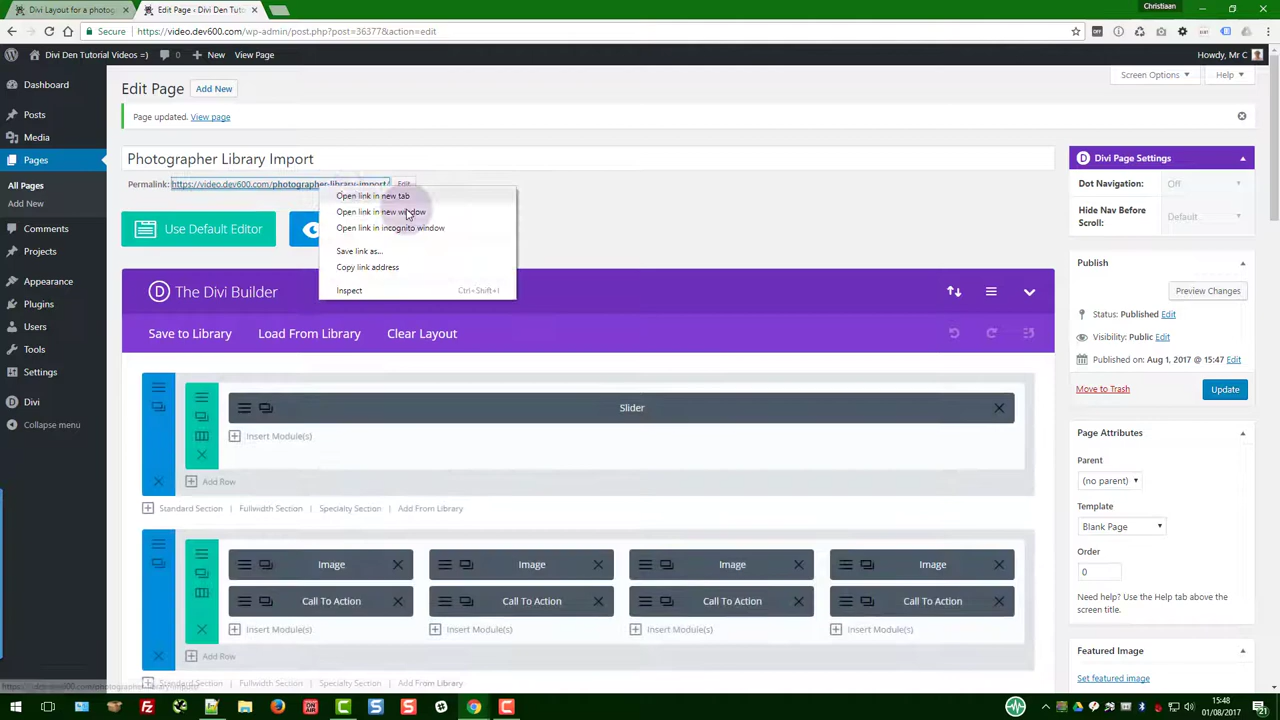 Divi Layout for a photog
Edit Page ‹ Divi Den Tuto
Christiaan
Secure
https://video.dev600.com/wp-admin/post.php?post=36377&action=edit
Divi Den Tutorial Videos =)
0
New
View Page
Howdy, Mr C
Dashboard
Posts
Media
Pages
All Pages
Add New
Comments
Projects
Appearance
Plugins
Users
Tools
Settings
Divi
Collapse menu
Edit Page
Add New
Screen Options
Help
Page updated. View page
Photographer Library Import
Permalink: https://video.dev600.com/photographer-library-import/
Edit
Open link in new tab
Open link in new window
Open link in incognito window
Save link as...
Copy link address
Inspect
Ctrl+Shift+I
Use Default Editor
The Divi Builder
Save to Library
Load From Library
Clear Layout
Slider
Insert Module(s)
Add Row
Standard Section
Fullwidth Section
Specialty Section
Add From Library
Image
Image
Image
Image
Call To Action
Call To Action
Call To Action
Call To Action
Insert Module(s)
Insert Module(s)
Insert Module(s)
Insert Module(s)
Add Row
Standard Section
Fullwidth Section
Specialty Section
Add From Library
Divi Page Settings
Dot Navigation:
Off
Hide Nav Before
Scroll:
Default
Publish
Preview Changes
Status: Published Edit
Visibility: Public Edit
Published on: Aug 1, 2017 @ 15:47 Edit
Move to Trash
Update
Page Attributes
Parent
(no parent)
Template
Blank Page
Order
0
Need help? Use the Help tab above the
screen title.
Featured Image
Set featured image
15:48
01/08/2017
21